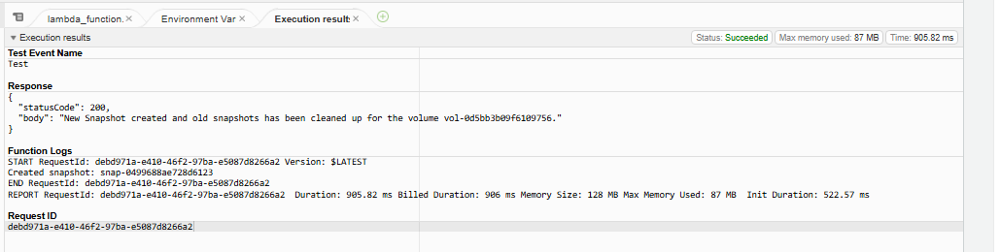 lambda_function. Environment Var Execution results
Execution results Status: Succeeded Max memory used: 87 MB Time: 905.82 ms
Test Event Name
Test
Response
{
"statusCode": 200,
"body": "New Snapshot created and old snapshots has been cleaned up for the volume vol-0d5bb3b09f6109756."
}
Function Logs
START RequestId: debd971a-e410-46f2-97ba-e5087d8266a2 Version: $LATEST
Created snapshot: snap-0499688ae728d6123
END RequestId: debd971a-e410-46f2-97ba-e5087d8266a2
REPORT RequestId: debd971a-e410-46f2-97ba-e5087d8266a2 Duration: 905.82 ms Billed Duration: 906 ms Memory Size: 128 MB Max Memory Used: 87 MB Init Duration: 522.57 ms
Request ID
debd971a-e410-46f2-97ba-e5087d8266a2